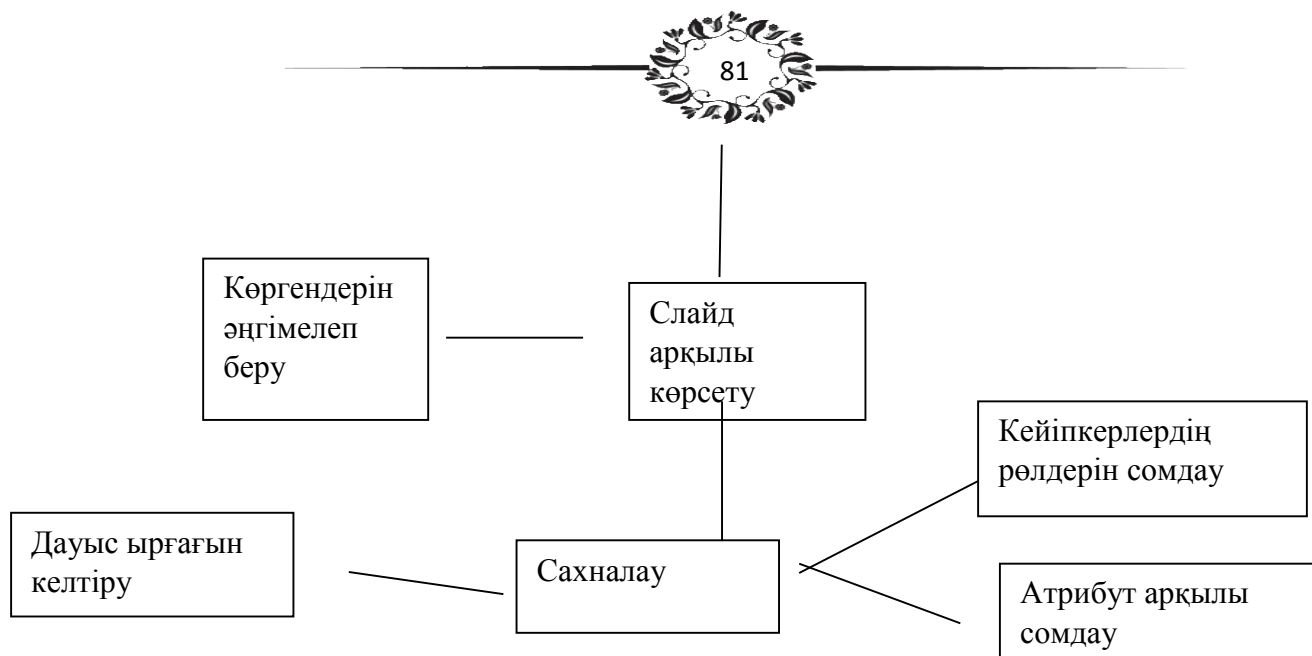 81
Көргендерін
әңгімелеп
беру
Слайд
арқылы
көрсету
Кейіпкерлердің
рөлдерін сомдау
Дауыс ырғағын
келтіру
Сахналау
Атрибут арқылы
сомдау